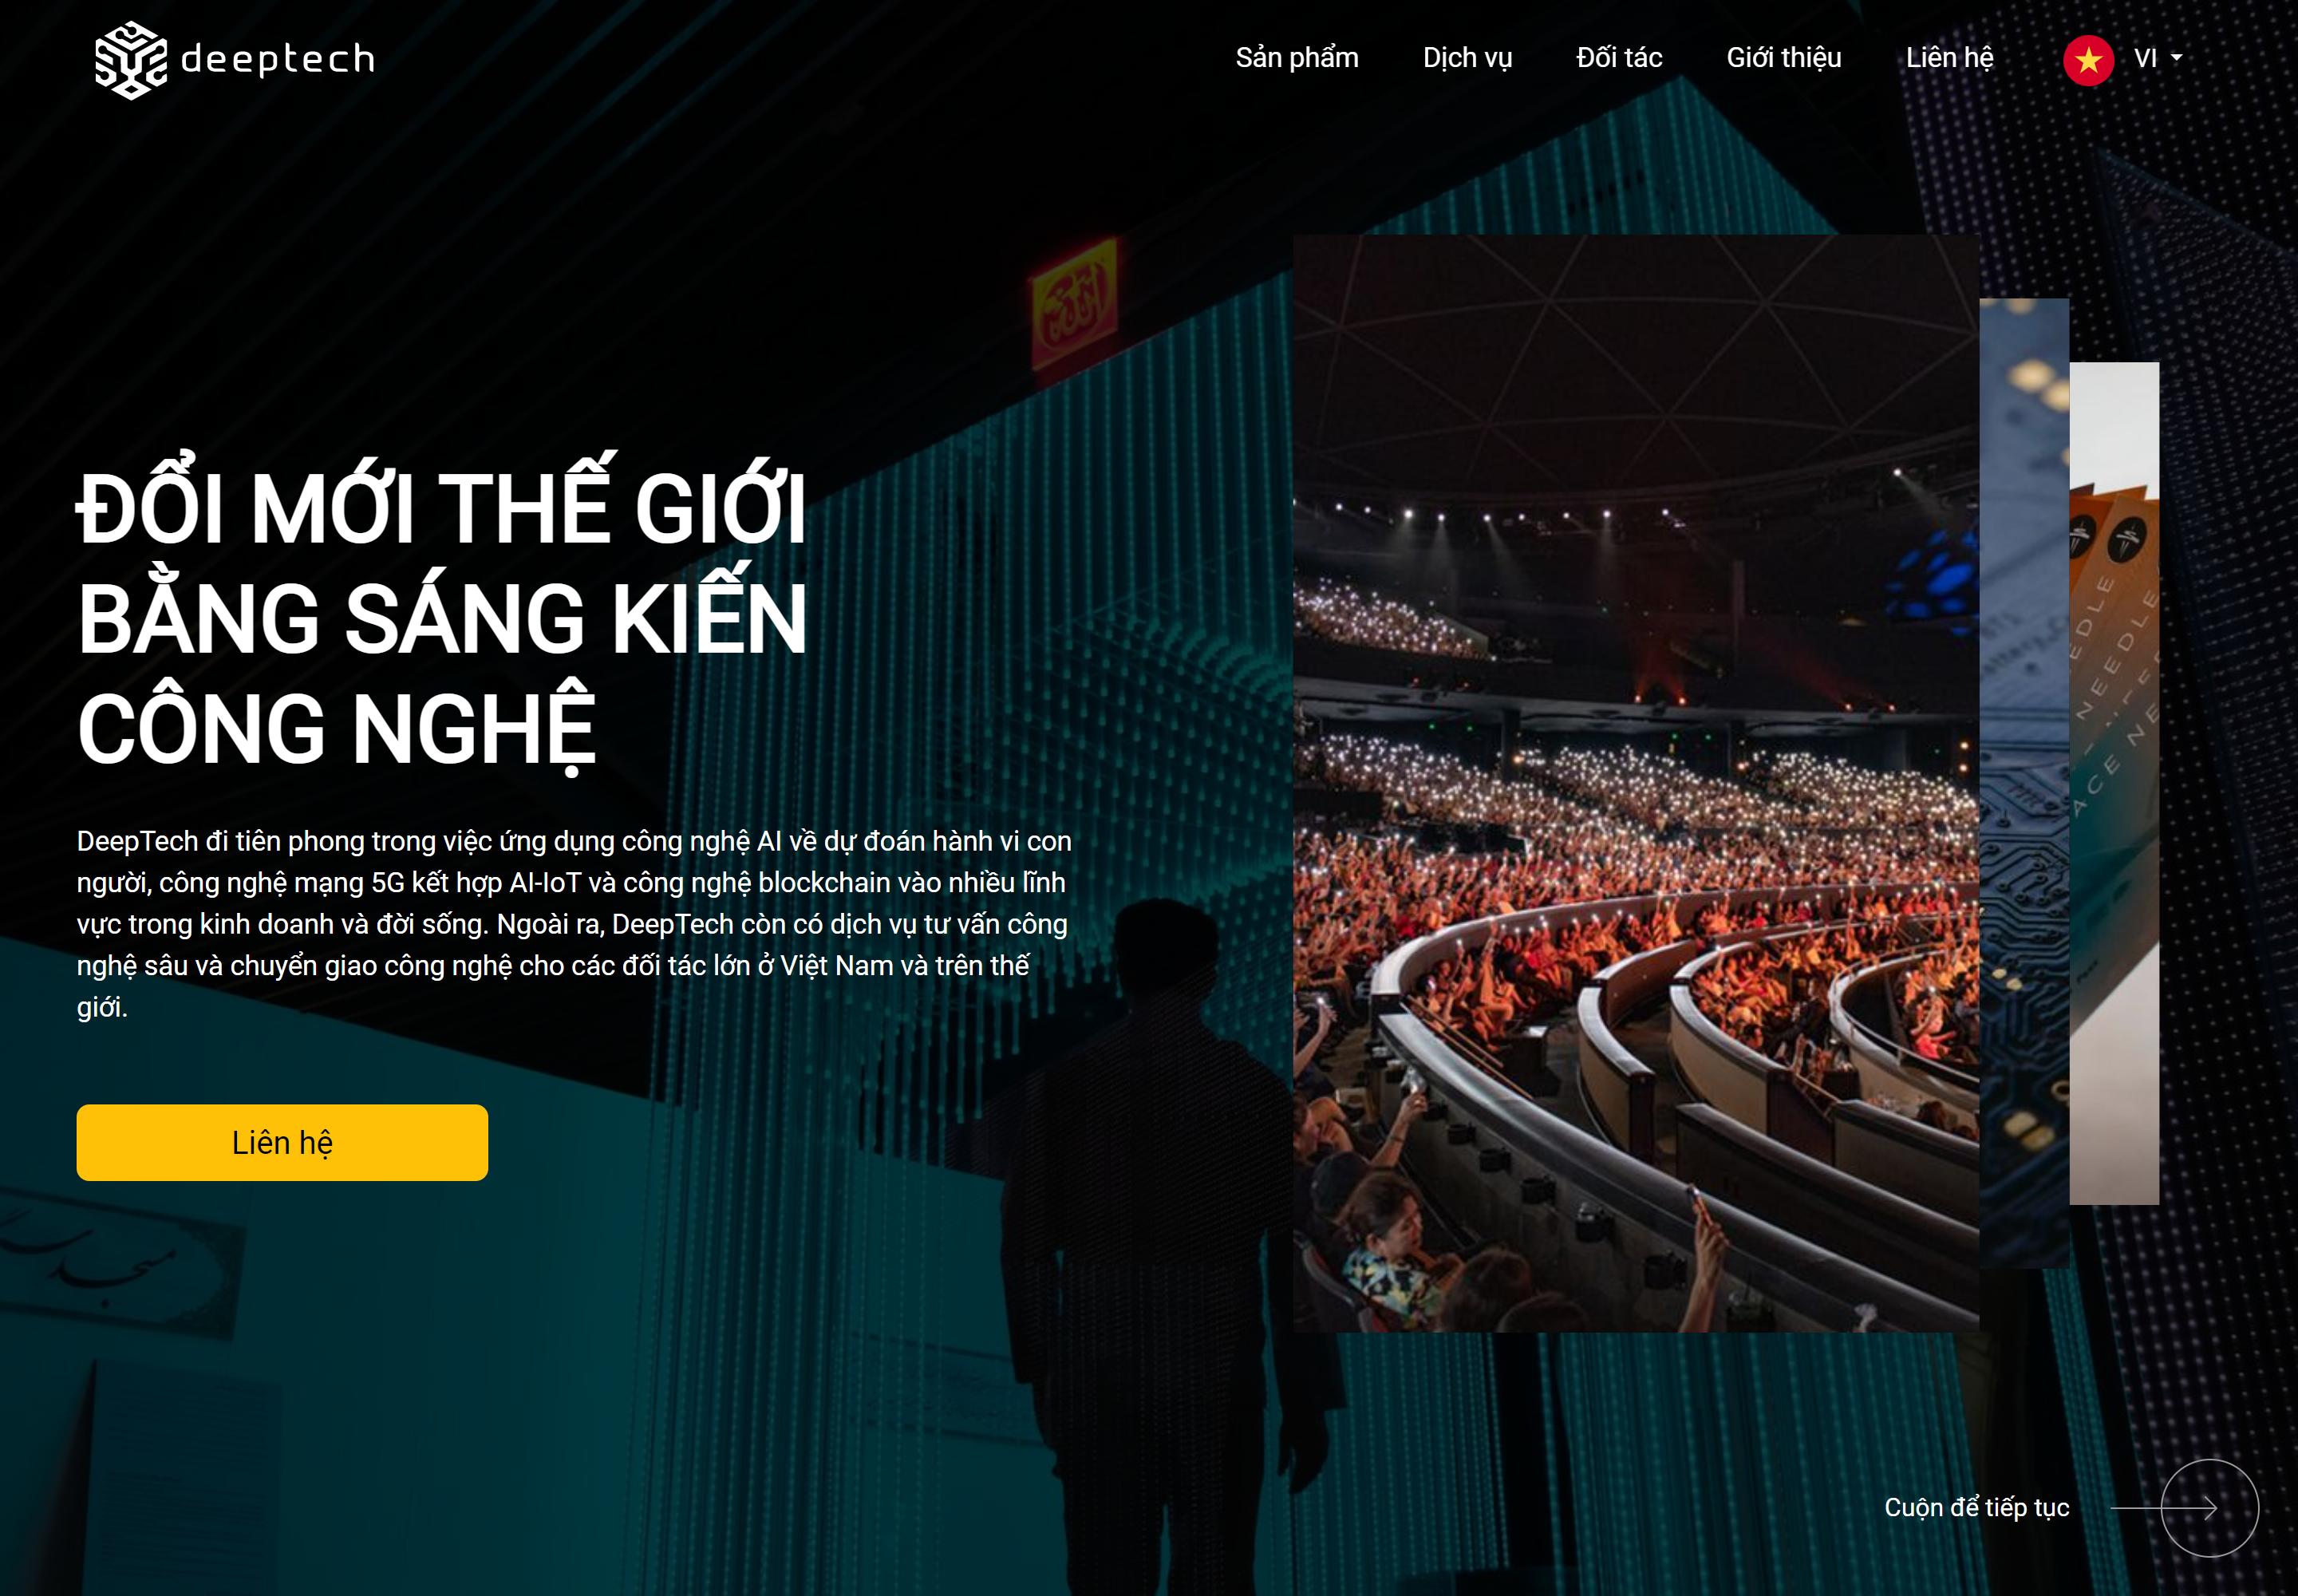 deeptech
Sản phẩm
Dịch vụ
Đối tác
Giới thiệu
Liên hệ
VI
ĐỔI MỚI THẾ GIỚI
BẰNG SÁNG KIẾN
CÔNG NGHỆ
DeepTech đi tiên phong trong việc ứng dụng công nghệ AI về dự đoán hành vi con
người, công nghệ mạng 5G kết hợp AI-IoT và công nghệ blockchain vào nhiều lĩnh
vực trong kinh doanh và đời sống. Ngoài ra, DeepTech còn có dịch vụ tư vấn công
nghệ sâu và chuyển giao công nghệ cho các đối tác lớn ở Việt Nam và trên thế
giới.
Liên hệ
NEEDLE
Cuộn để tiếp tục